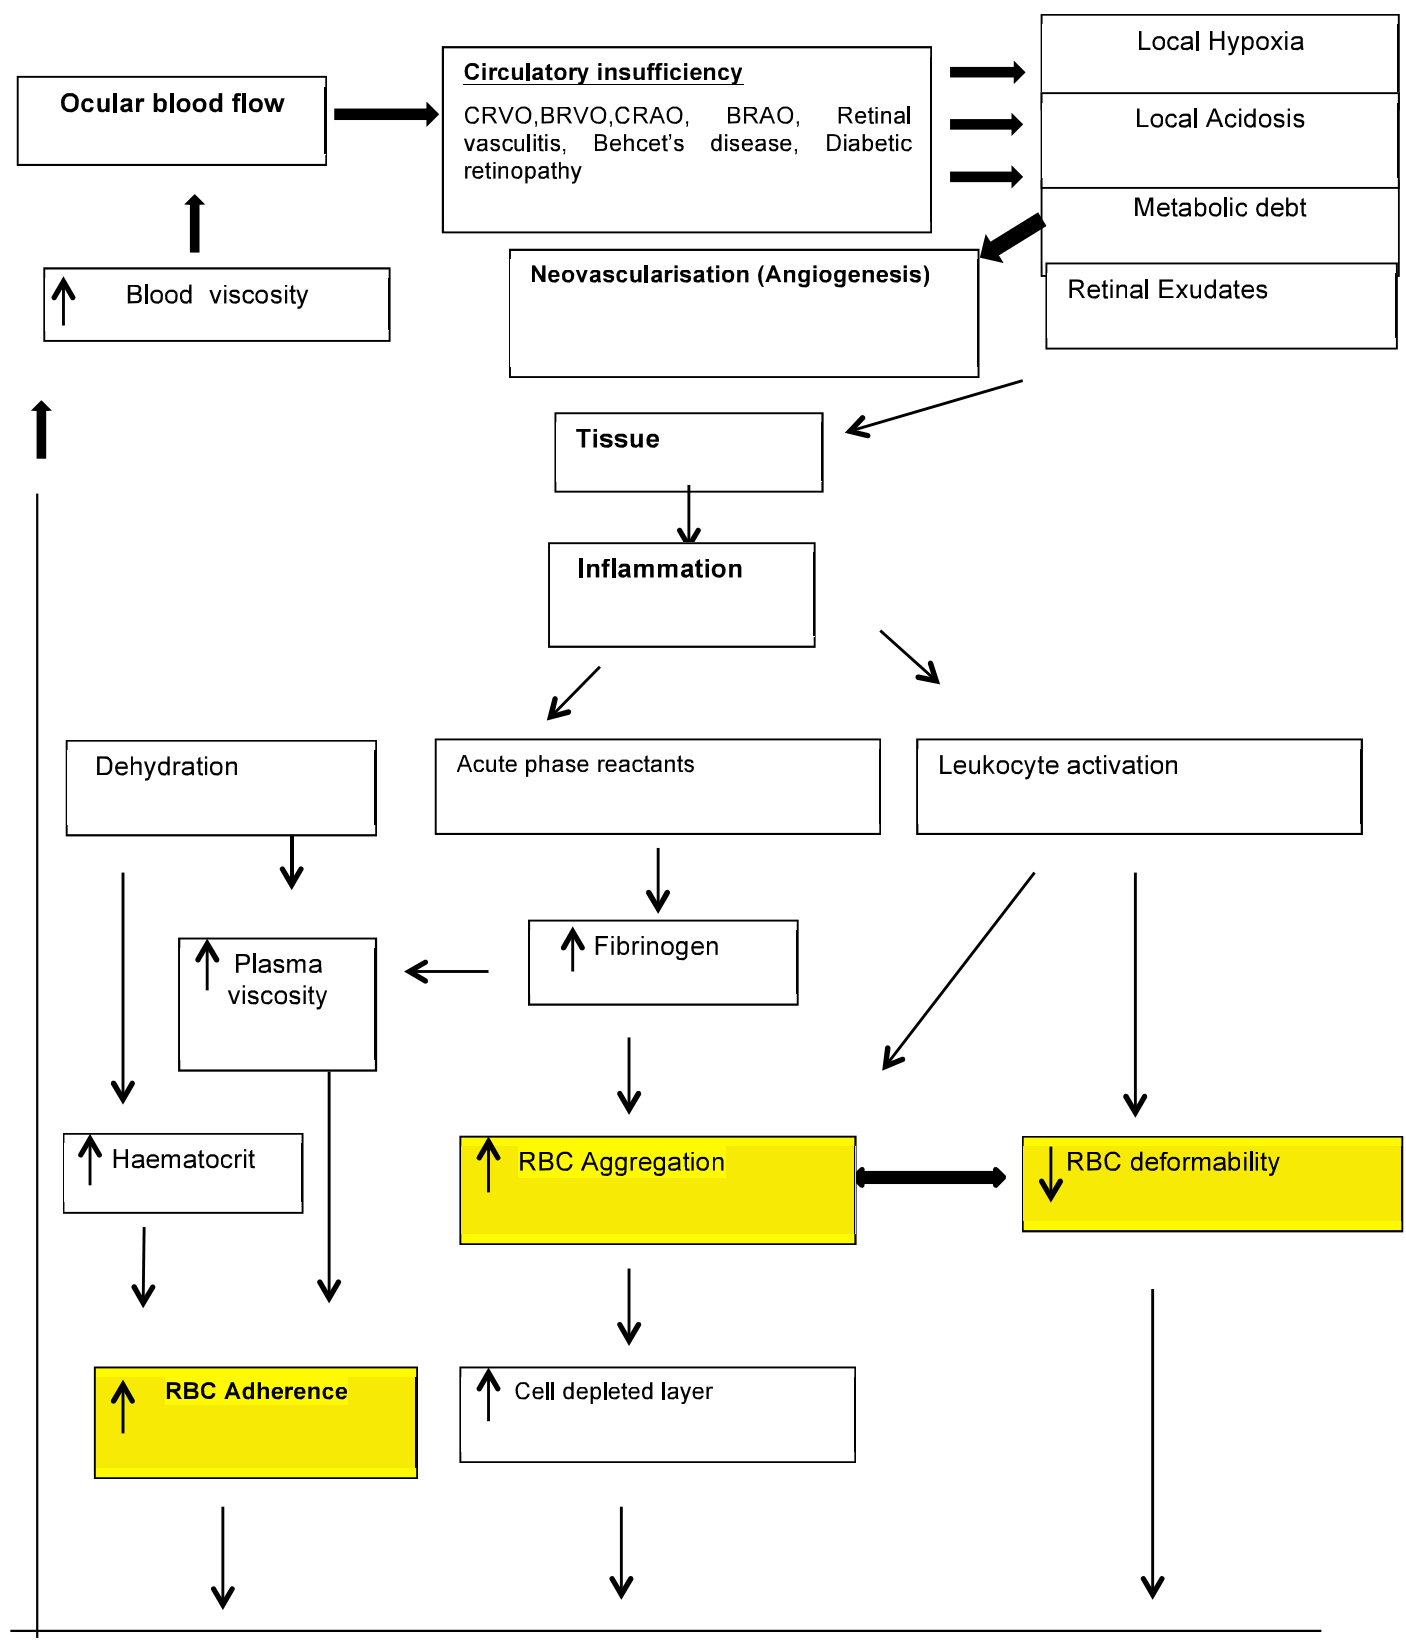 Ocular blood flow
Circulatory insufficiency
CRVO,BRVO,CRAO, BRAO, Retinal
vasculitis, Behcet's disease, Diabetic
retinopathy
Local Hypoxia
Local Acidosis
Metabolic debt
Retinal Exudates
Blood viscosity
Neovascularisation (Angiogenesis)
Tissue
Inflammation
Dehydration
Acute phase reactants
Leukocyte activation
Plasma
viscosity
Fibrinogen
Haematocrit
RBC Aggregation
RBC deformability
RBC Adherence
Cell depleted layer